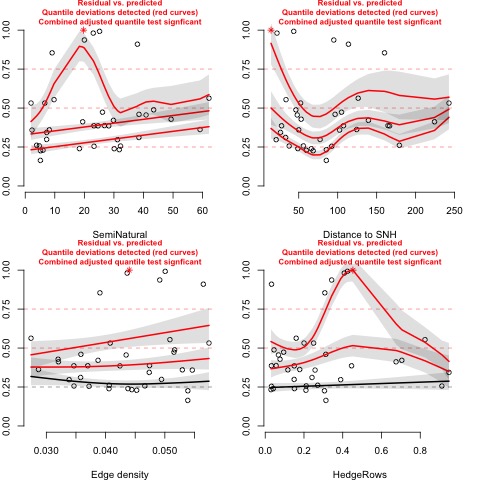 Residual vs. predicted
Quantile deviations detected (red curves)
Combined adjusted quantile test signficant
0.00 0.25 0.50 0.75 1.00
0 10 20 30 40 50 60
SemiNatural
Residual vs. predicted
Quantile deviations detected (red curves)
Combined adjusted quantile test signficant
0.00 0.25 0.50 0.75 1.00
50 100 150 200 250
Distance to SNH
Residual vs. predicted
Quantile deviations detected (red curves)
Combined adjusted quantile test signficant
0.00 0.25 0.50 0.75 1.00
0.030 0.040 0.050
Edge density
Residual vs. predicted
Quantile deviations detected (red curves)
Combined adjusted quantile test signficant
0.00 0.25 0.50 0.75 1.00
0.0 0.2 0.4 0.6 0.8
HedgeRows